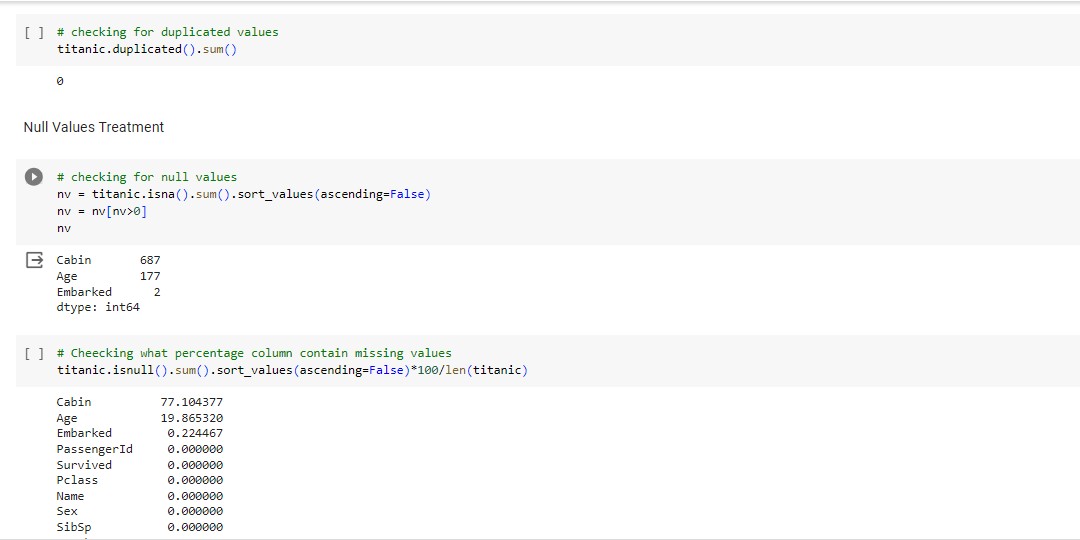 [ ] # checking for duplicated values
titanic.duplicated().sum()
0
Null Values Treatment
# checking for null values
nv = titanic.isna().sum().sort_values(ascending=False)
nv = nv[nv>0]
nv
Cabin 687
Age 177
Embarked 2
dtype: int64
[ ] # Cheecking what percentage column contain missing values
titanic.isnull().sum().sort_values(ascending=False)*100/len(titanic)
Cabin 77.104377
Age 19.865320
Embarked 0.224467
PassengerId 0.000000
Survived 0.000000
Pclass 0.000000
Name 0.000000
Sex 0.000000
SibSp 0.000000